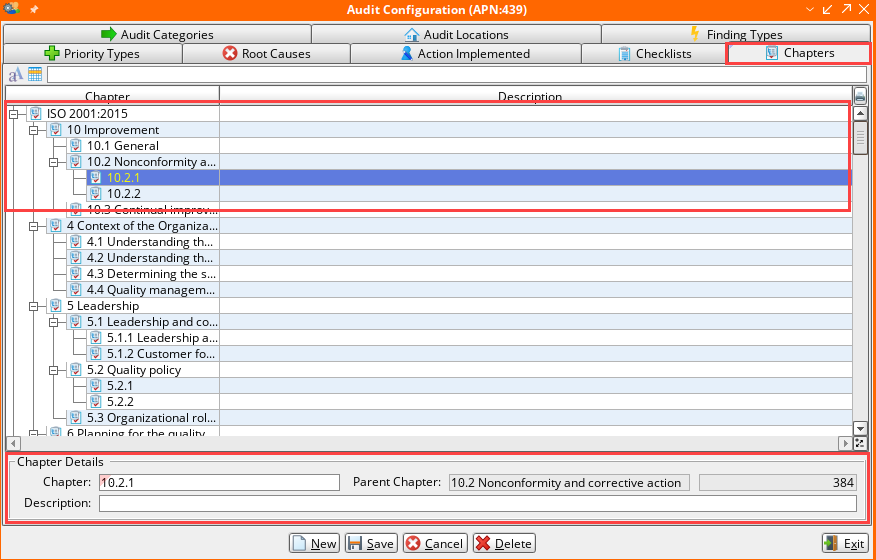 Audit Configuration (APN:439)
Audit Categories
Audit Locations
Finding Types
Priority Types
Root Causes
Action Implemented
Checklists
Chapters
Chapter
Description
ISO 2001:2015
10 Improvement
10.1 General
10.2 Nonconformity a...
10.2.1
10.2.2
10.3 Continual improv...
4 Context of the Organiza...
4.1 Understanding th...
4.2 Understanding th...
4.3 Determining the s...
4.4 Quality managem...
5 Leadership
5.1 Leadership and co...
5.1.1 Leadership a...
5.1.2 Customer fo...
5.2 Quality policy
5.2.1
5.2.2
5.3 Organizational rol...
6 Planning for the quality
Chapter Details
Chapter: 10.2.1 Parent Chapter: 10.2 Nonconformity and corrective action 384
Description:
New Save Cancel Delete Exit